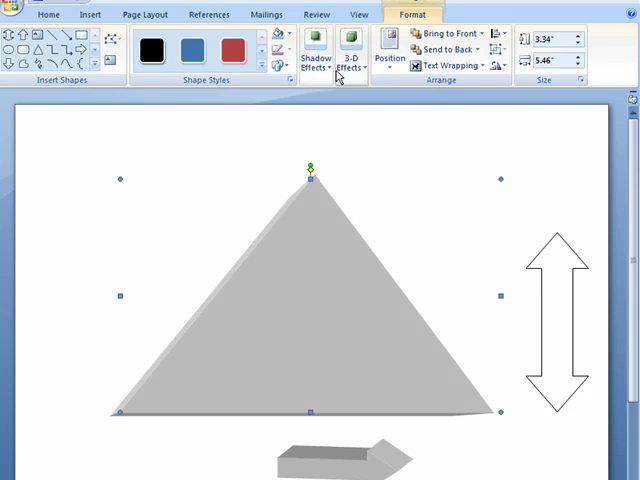 Home Insert Page Layout References Mailings Review View Format
Bring to Front
3.34"
Shadow Effects
3-D Effects
Position
Send to Back
5.46"
Text Wrapping
Insert Shapes Shape Styles Arrange Size